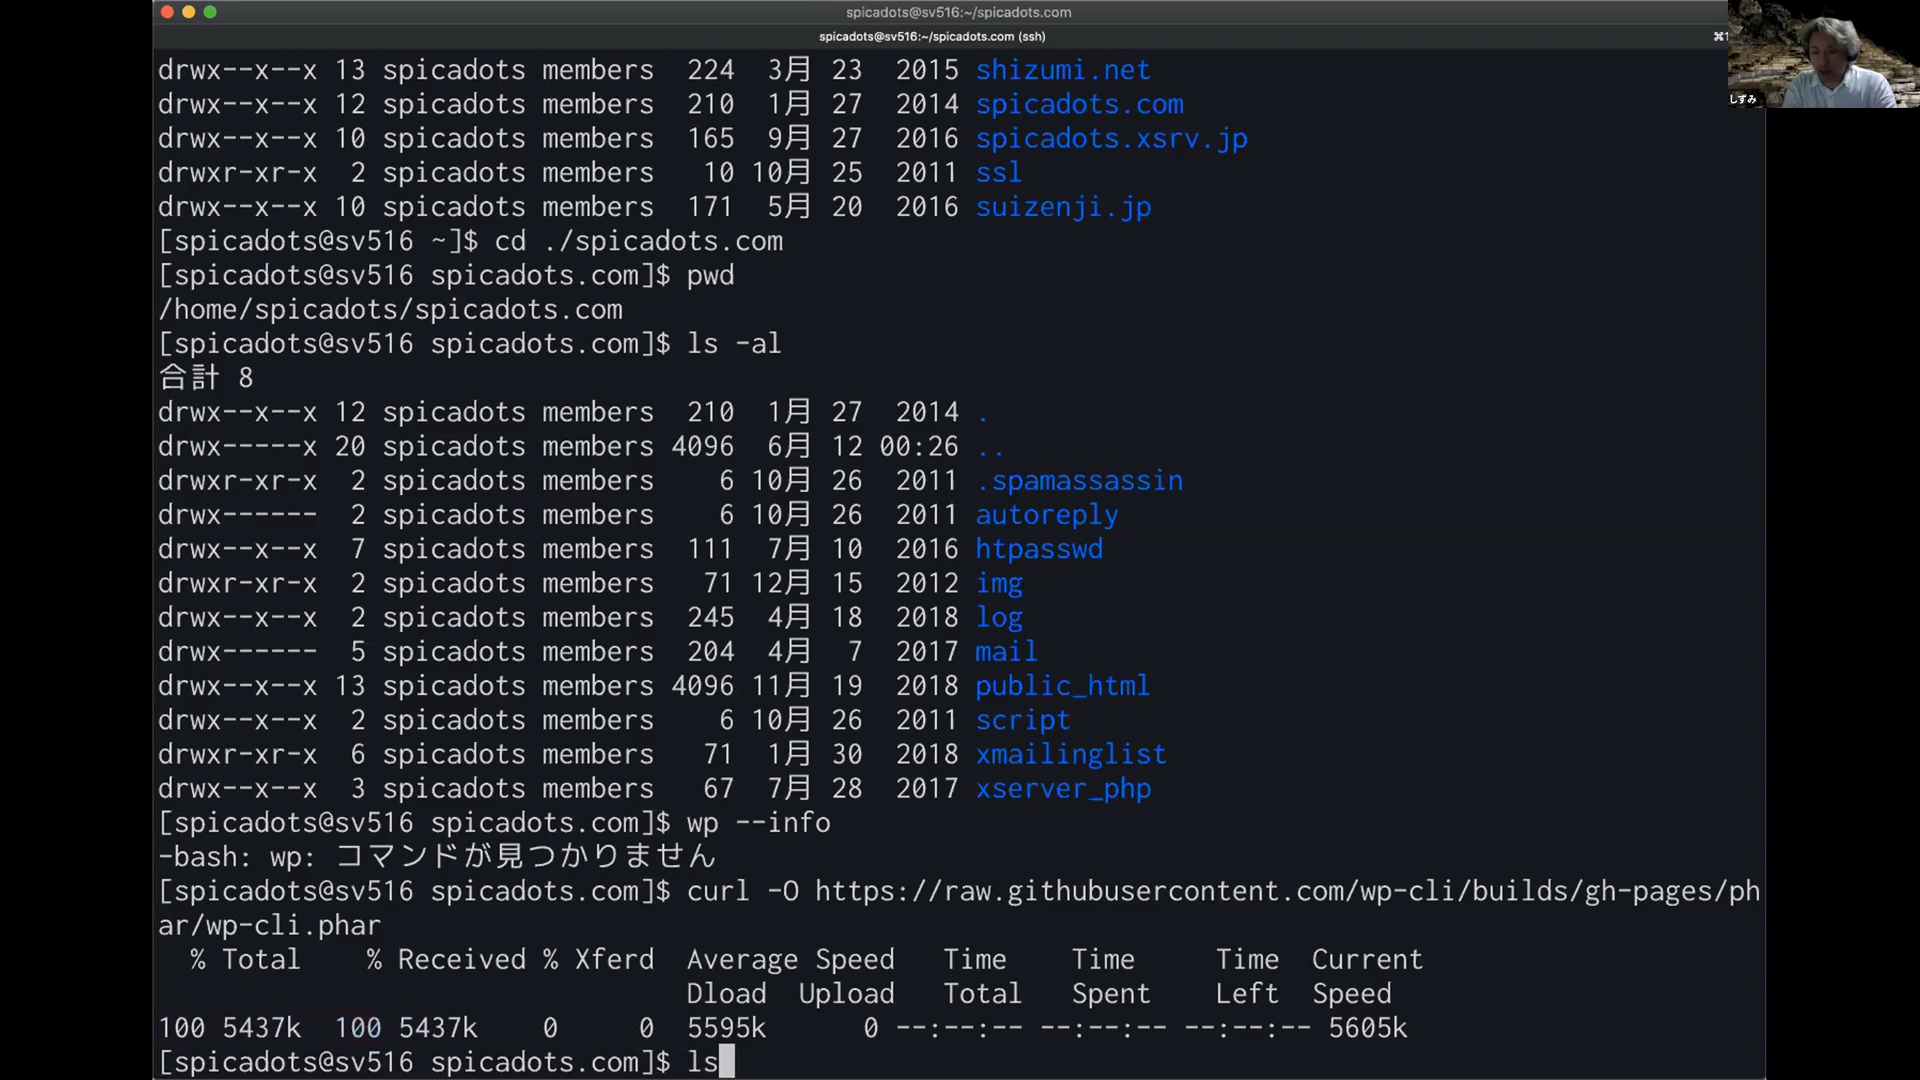 spicadots@sv516:~/spicadots.com
spicadots@sv516:~/spicadots.com (ssh)
⌘1
しずみ
drwx--x--x 13 spicadots members  224  3月 23  2015 shizumi.net
drwx--x--x 12 spicadots members  210  1月 27  2014 spicadots.com
drwx--x--x 10 spicadots members  165  9月 27  2016 spicadots.xsrv.jp
drwxr-xr-x  2 spicadots members   10 10月 25  2011 ssl
drwx--x--x 10 spicadots members  171  5月 20  2016 suizenji.jp
[spicadots@sv516 ~]$ cd ./spicadots.com
[spicadots@sv516 spicadots.com]$ pwd
/home/spicadots/spicadots.com
[spicadots@sv516 spicadots.com]$ ls -al
合計 8
drwx--x--x 12 spicadots members  210  1月 27  2014 .
drwx-----x 20 spicadots members 4096  6月 12 00:26 ..
drwxr-xr-x  2 spicadots members    6 10月 26  2011 .spamassassin
drwx------  2 spicadots members    6 10月 26  2011 autoreply
drwx--x--x  7 spicadots members  111  7月 10  2016 htpasswd
drwxr-xr-x  2 spicadots members   71 12月 15  2012 img
drwx--x--x  2 spicadots members  245  4月 18  2018 log
drwx------  5 spicadots members  204  4月  7  2017 mail
drwx--x--x 13 spicadots members 4096 11月 19  2018 public_html
drwx--x--x  2 spicadots members    6 10月 26  2011 script
drwxr-xr-x  6 spicadots members   71  1月 30  2018 xmailinglist
drwx--x--x  3 spicadots members   67  7月 28  2017 xserver_php
[spicadots@sv516 spicadots.com]$ wp --info
-bash: wp: コマンドが見つかりません
[spicadots@sv516 spicadots.com]$ curl -O https://raw.githubusercontent.com/wp-cli/builds/gh-pages/ph
ar/wp-cli.phar
  % Total    % Received % Xferd  Average Speed   Time    Time     Time  Current
                                 Dload  Upload   Total   Spent    Left  Speed
100 5437k  100 5437k    0     0  5595k      0 --:--:-- --:--:-- --:--:-- 5605k
[spicadots@sv516 spicadots.com]$ ls